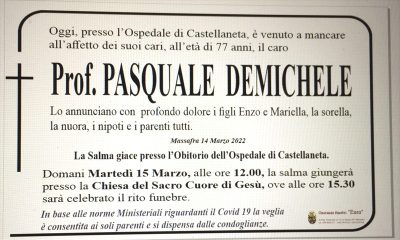 Oggi, presso l'Ospedale di Castellaneta, è venuto a mancare
all'affetto dei suoi cari, all'età di 77 anni, il caro
Prof. PASQUALE DEMICHELE
Lo annunciano con profondo dolore i figli Enzo e Mariella, la sorella,
la nuora, i nipoti e i parenti tutti.
Massafra 14 Marzo 2022
La Salma giace presso l'Obitorio dell'Ospedale di Castellaneta.
Domani Martedì 15 Marzo, alle ore 12.00, la salma giungerà
presso la Chiesa del Sacro Cuore di Gesù, ove alle ore 15.30
sarà celebrato il rito funebre.
In base alle norme Ministeriali riguardanti il Covid 19 la veglia
è consentita ai soli parenti e si dispensa dalle condoglianze.